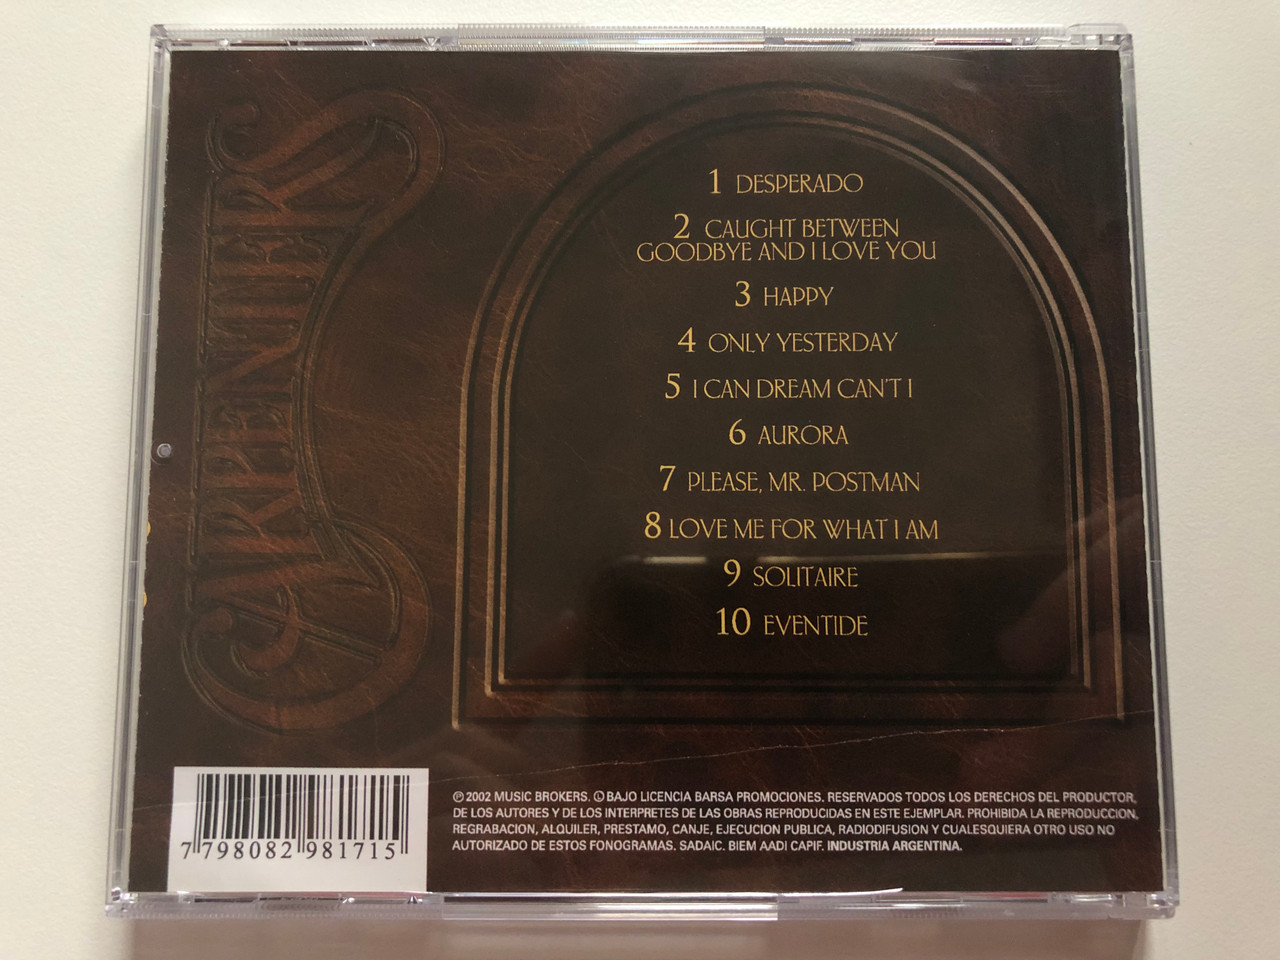 CARPENTERS
1 DESPERADO
2 CAUGHT BETWEEN
GOODBYE AND I LOVE YOU
3 HAPPY
4 ONLY YESTERDAY
5 I CAN DREAM CAN'T I
6 AURORA
7 PLEASE, MR. POSTMAN
8 LOVE ME FOR WHAT I AM
9 SOLITAIRE
10 EVENTIDE
7 798082 981715
Ⓟ 2002 MUSIC BROKERS. Ⓛ BAJO LICENCIA BARSA PROMOCIONES. RESERVADOS TODOS LOS DERECHOS DEL PRODUCTOR,
DE LOS AUTORES Y DE LOS INTERPRETES DE LAS OBRAS REPRODUCIDAS EN ESTE EJEMPLAR. PROHIBIDA LA REPRODUCCION,
REGRABACION, ALQUILER, PRESTAMO, CANJE, EJECUCION PUBLICA, RADIODIFUSION Y CUALESQUIERA OTRO USO NO
AUTORIZADO DE ESTOS FONOGRAMAS. SADAIC. BIEM AADI CAPIF. INDUSTRIA ARGENTINA.